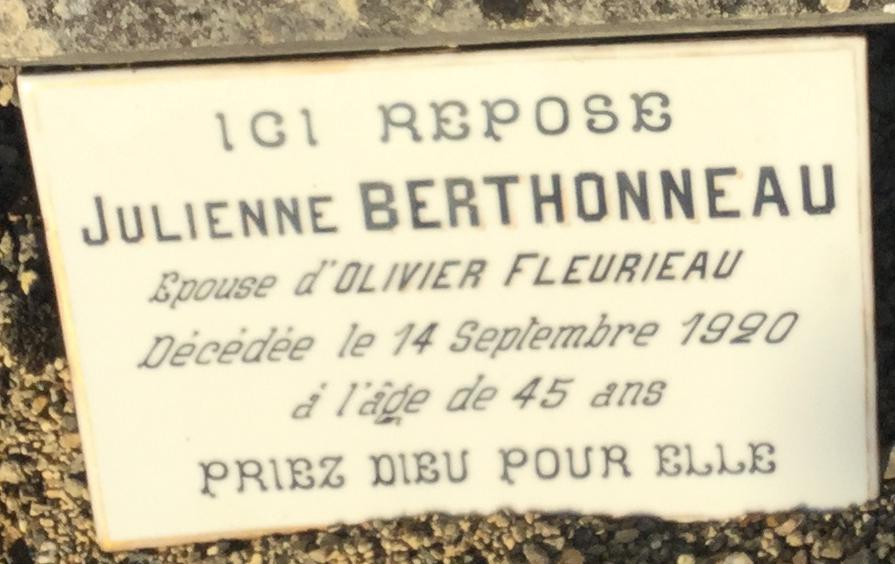 ICI REPOSE
JULIENNE BERTHONNEAU
Epouse d'OLIVIER FLEURIEAU
Décédée le 14 Septembre 1920
á l'âge de 45 ans
PRIEZ DIEU POUR ELLE